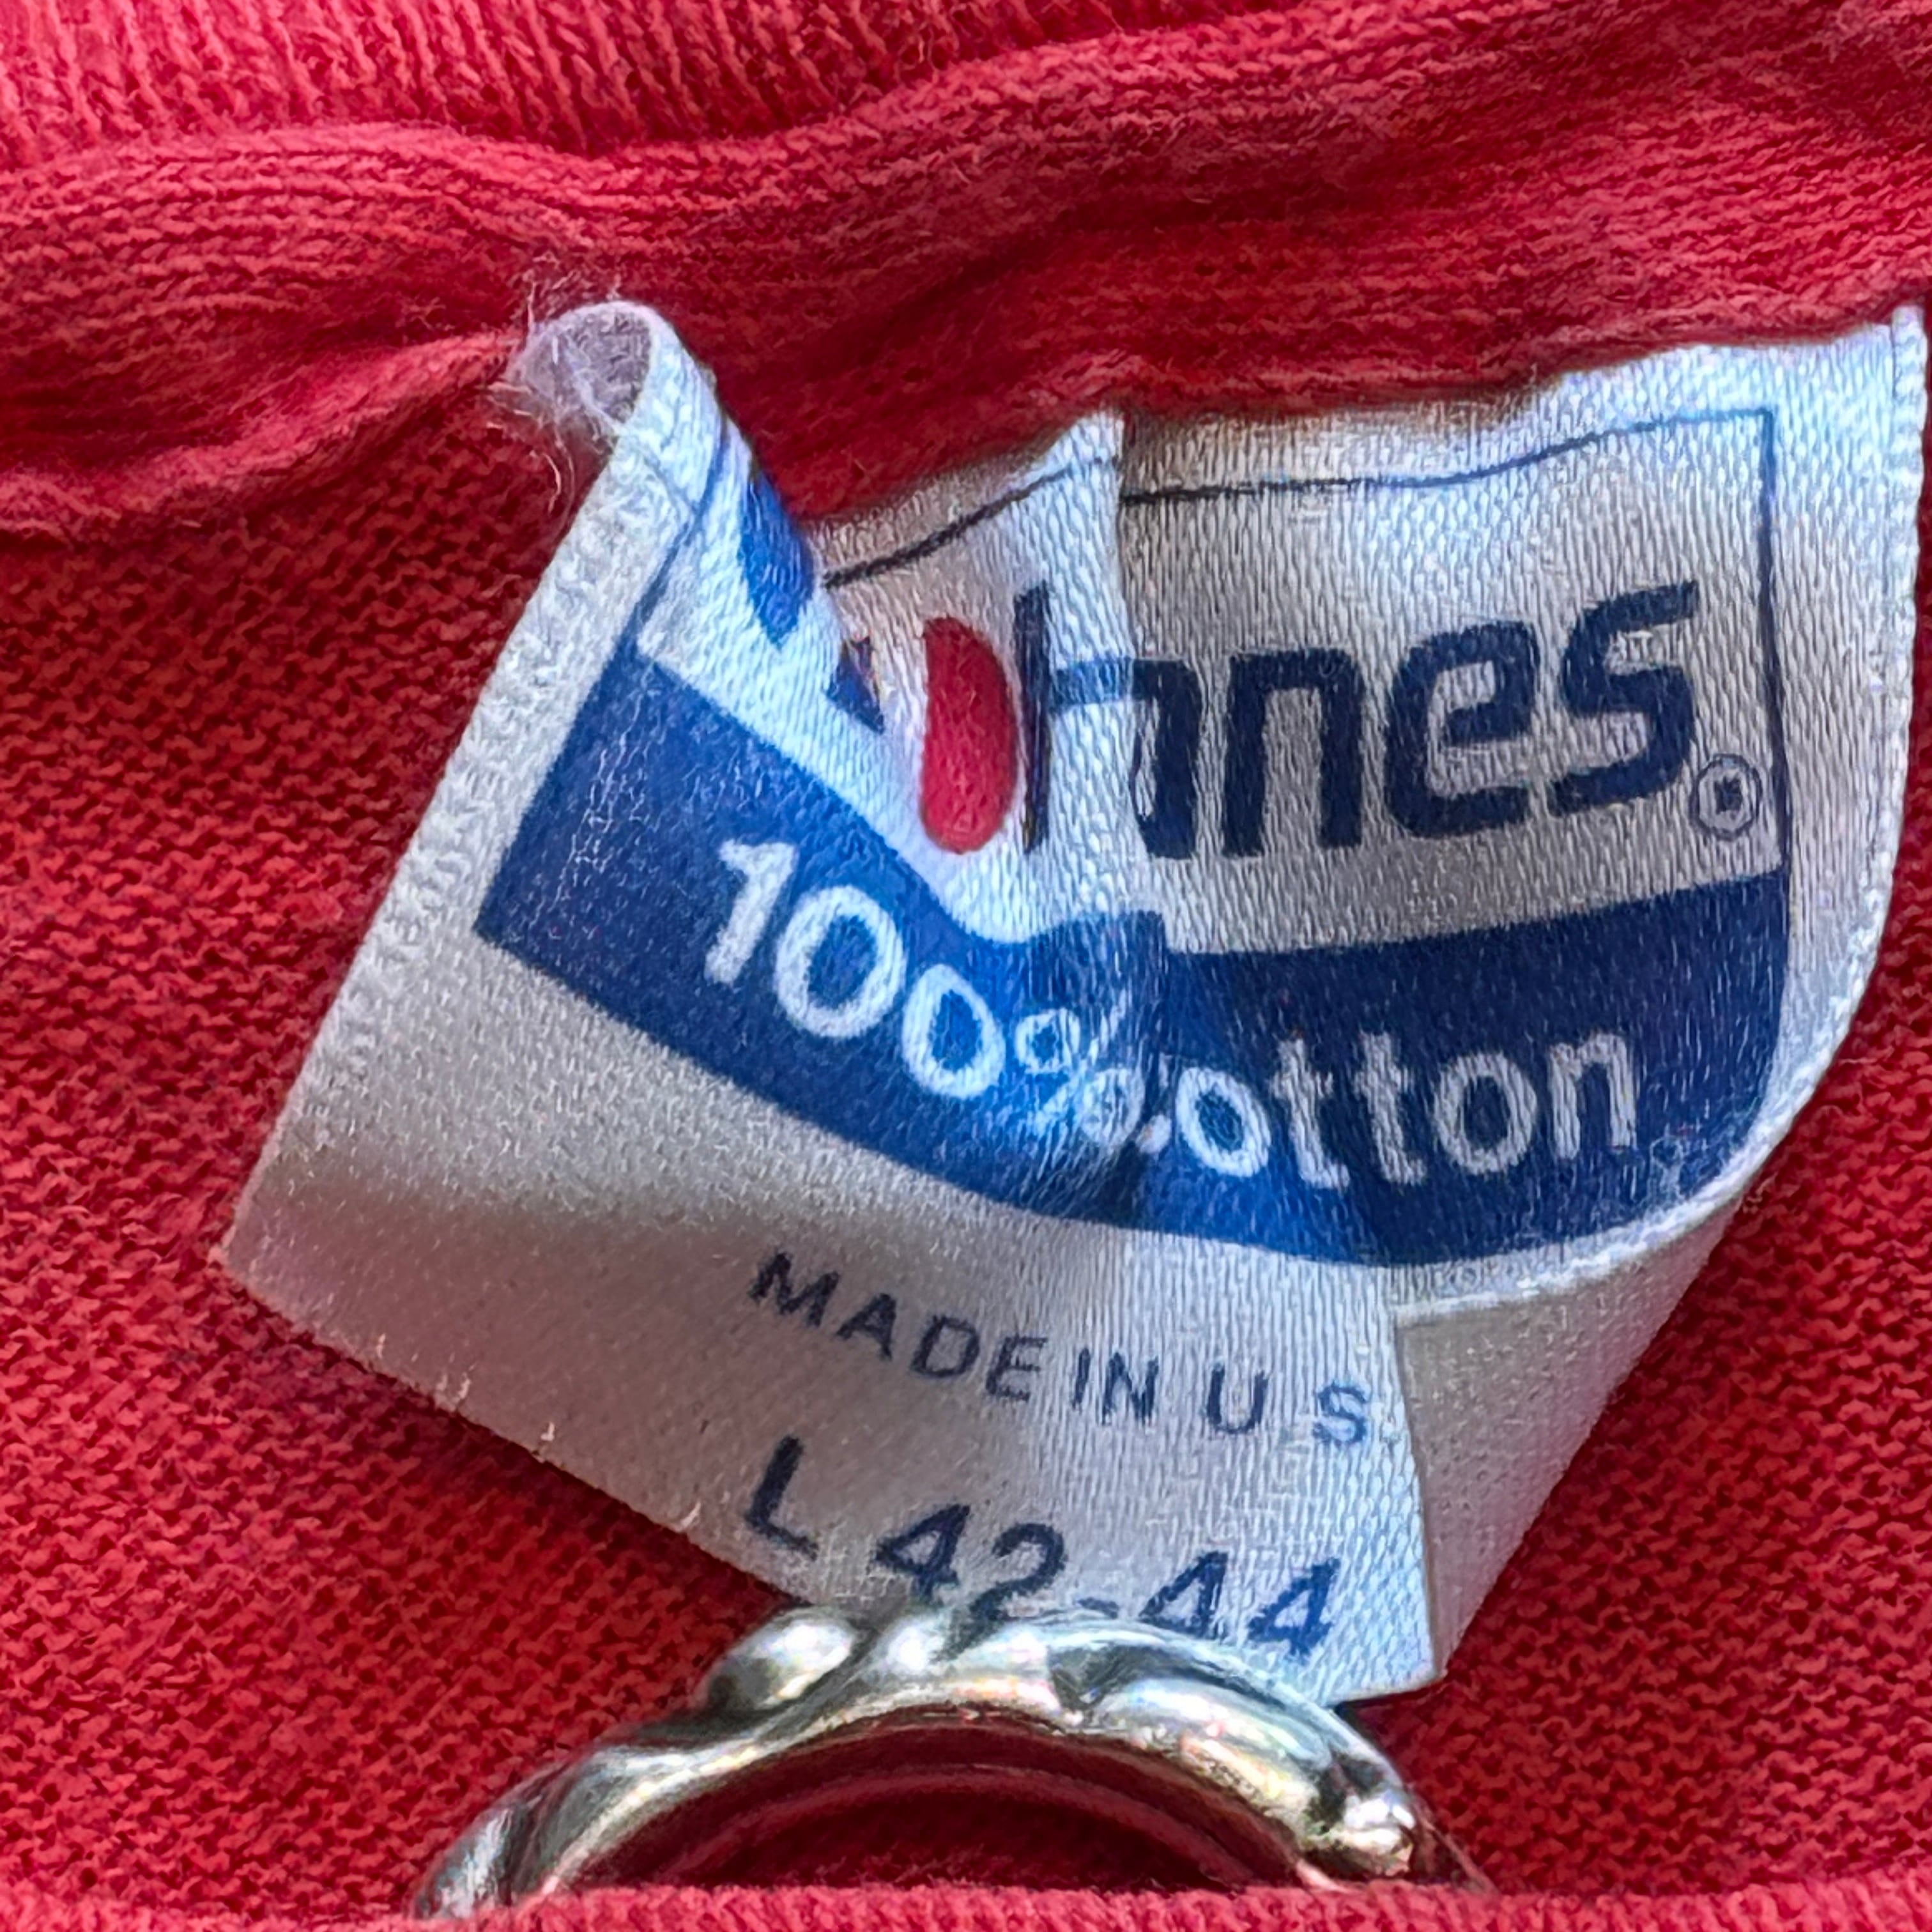 Hanes®
100% cotton
MADE IN U S
L 42-44